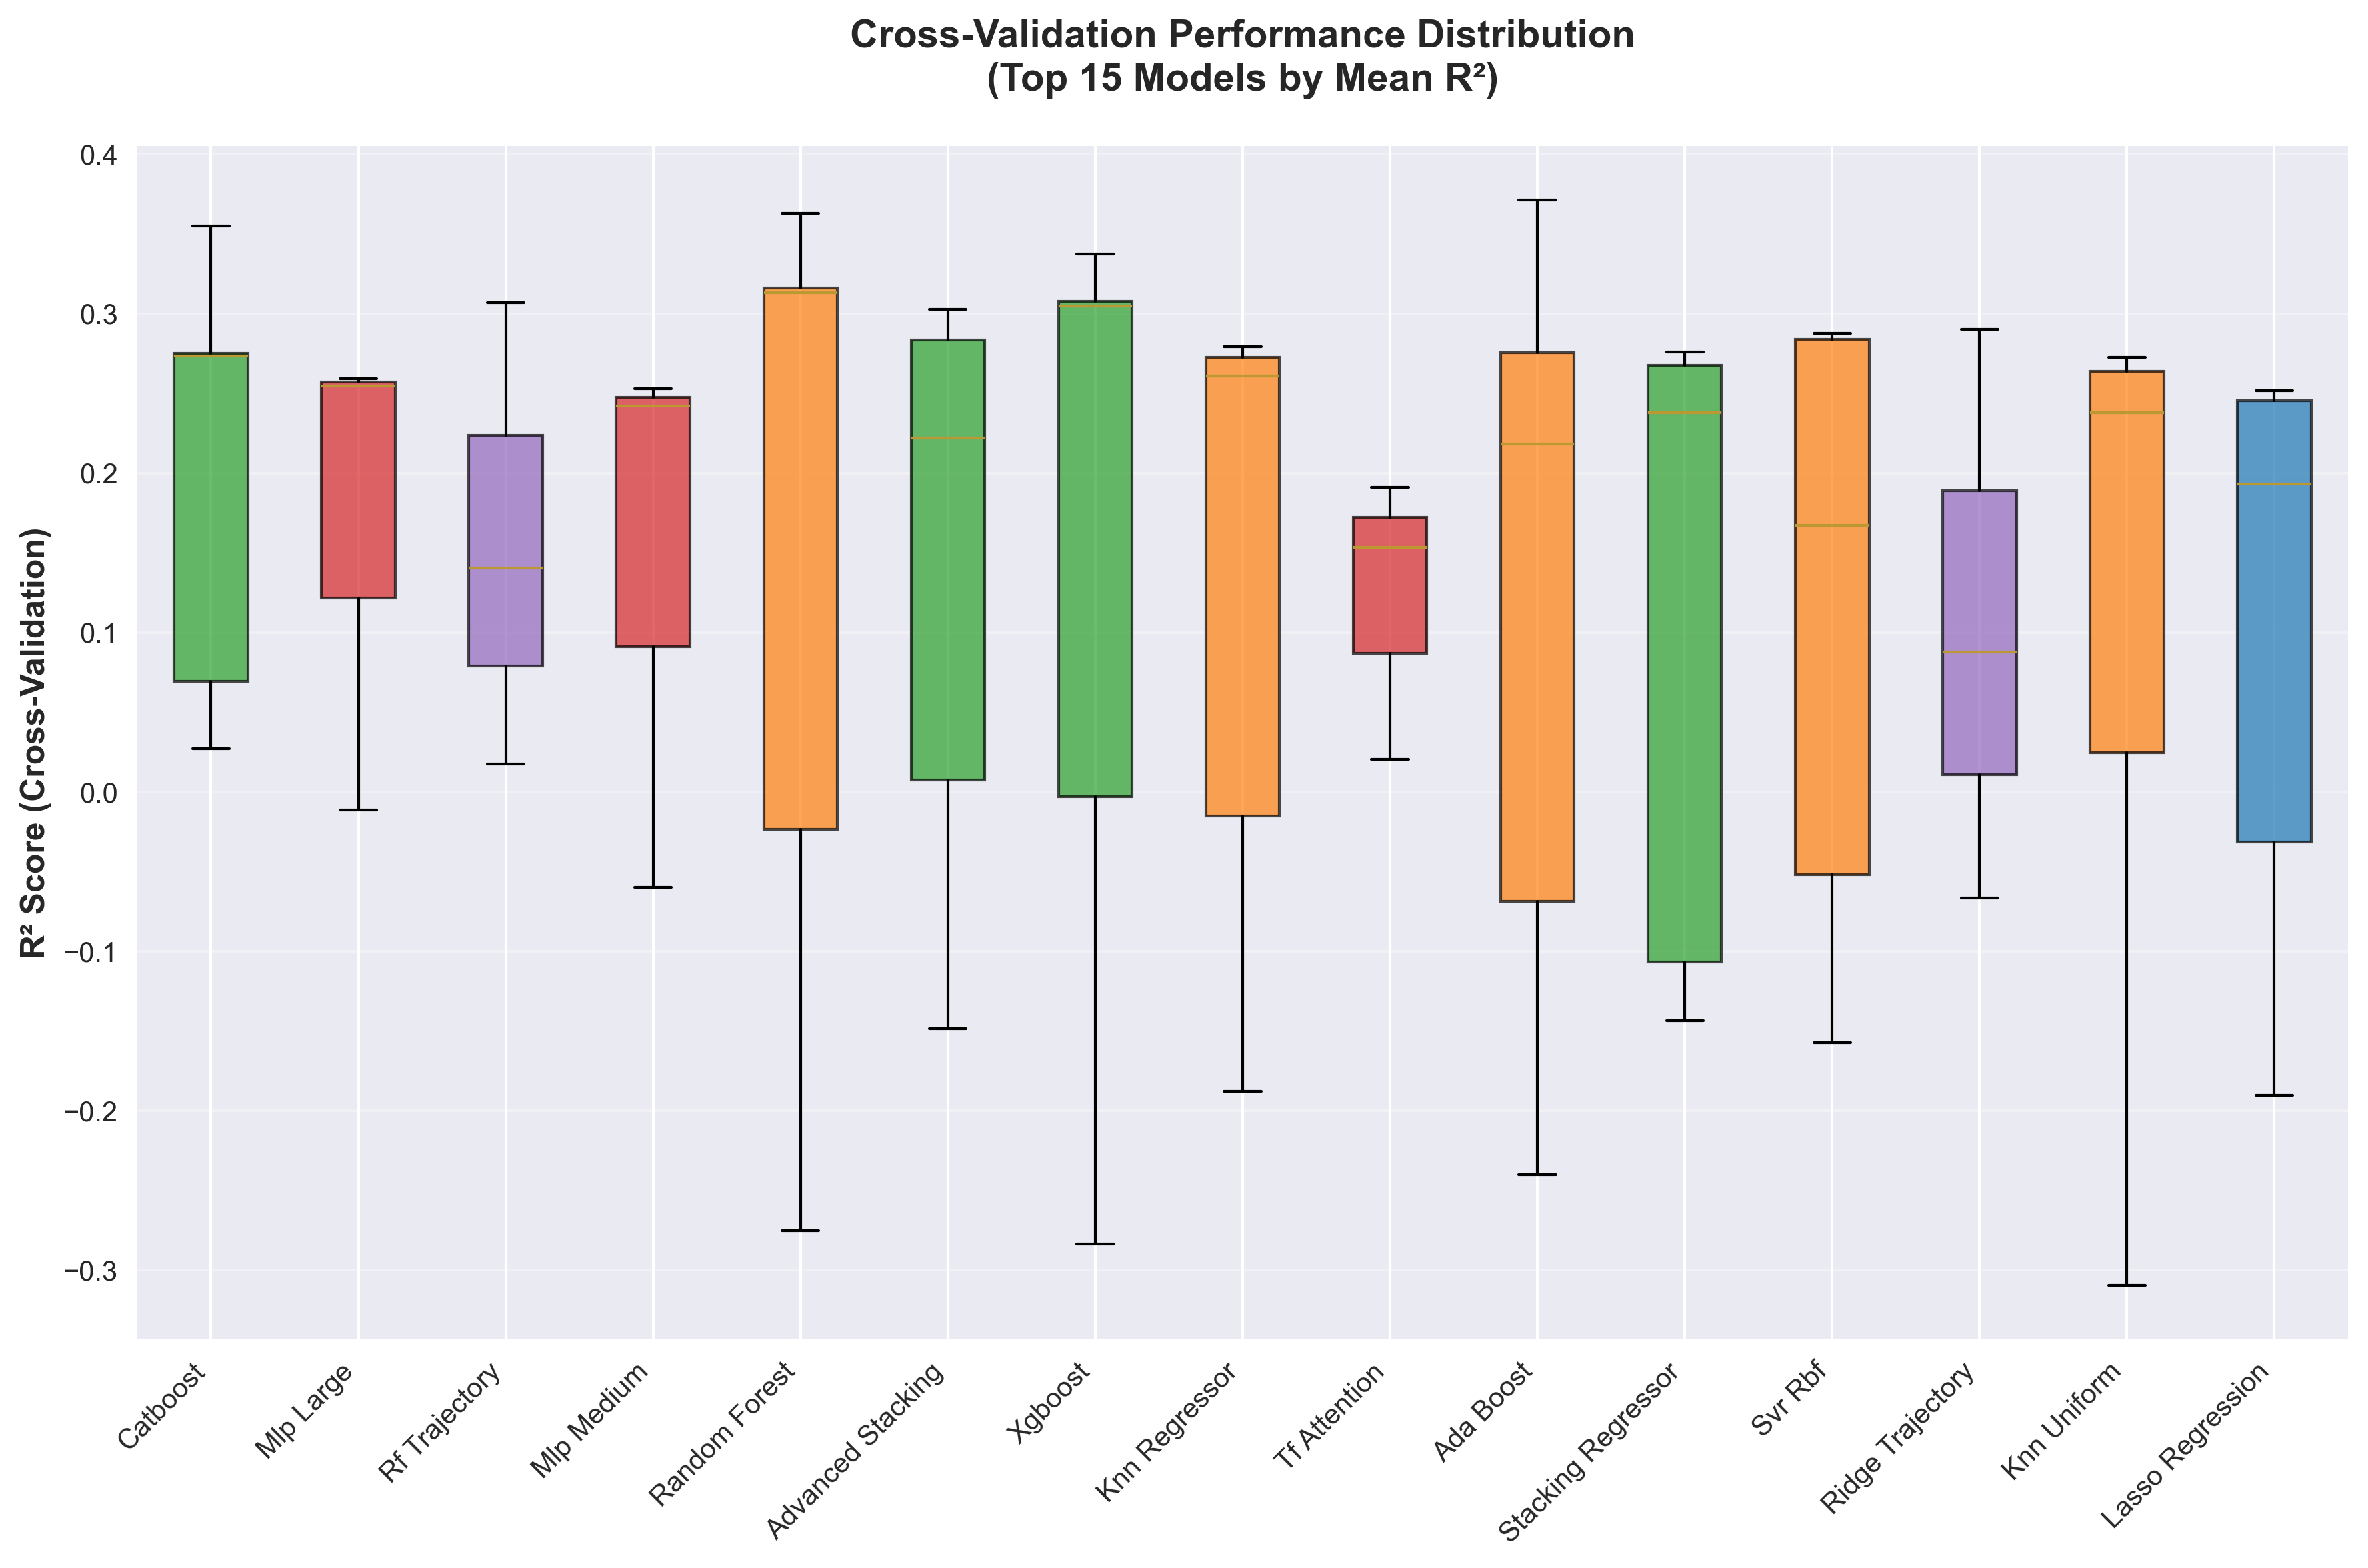 Cross-Validation Performance Distribution
(Top 15 Models by Mean R²)
R² Score (Cross-Validation)
0.4
0.3
0.2
0.1
0.0
−0.1
−0.2
−0.3
Catboost
Mlp Large
Rf Trajectory
Mlp Medium
Random Forest
Advanced Stacking
Xgboost
Knn Regressor
Tf Attention
Ada Boost
Stacking Regressor
Svr Rbf
Ridge Trajectory
Knn Uniform
Lasso Regression